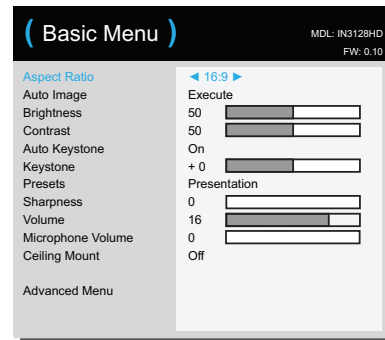 ( Basic Menu )
MDL: IN3128HD
FW: 0.10
Aspect Ratio ◄ 16:9 ►
Auto Image Execute
Brightness 50
Contrast 50
Auto Keystone On
Keystone + 0
Presets Presentation
Sharpness 0
Volume 16
Microphone Volume 0
Ceiling Mount Off
Advanced Menu